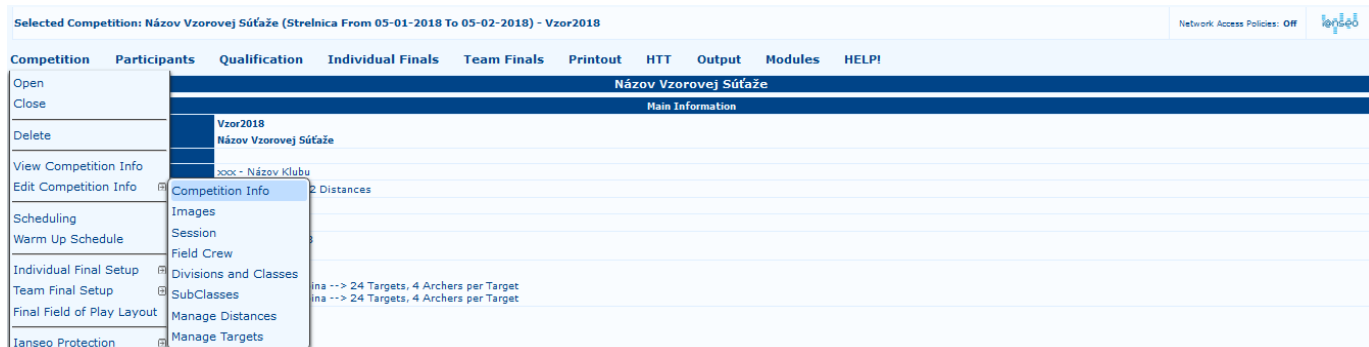 Selected Competition: Názov Vzorovej Súťaže (Strelnica From 05-01-2018 To 05-02-2018) - Vzor2018
Network Access Policies: Off
ianseo
Competition Participants Qualification Individual Finals Team Finals Printout HTT Output Modules HELP!
Názov Vzorovej Súťaže
Main Information
Open
Close
Delete
View Competition Info
Edit Competition Info
Scheduling
Warm Up Schedule
Individual Final Setup
Team Final Setup
Final Field of Play Layout
Ianseo Protection
Competition Info
Images
Session
Field Crew
Divisions and Classes
SubClasses
Manage Distances
Manage Targets
Vzor2018
Názov Vzorovej Súťaže
xxx - Názov Klubu
2 Distances
ina --> 24 Targets, 4 Archers per Target
ina --> 24 Targets, 4 Archers per Target